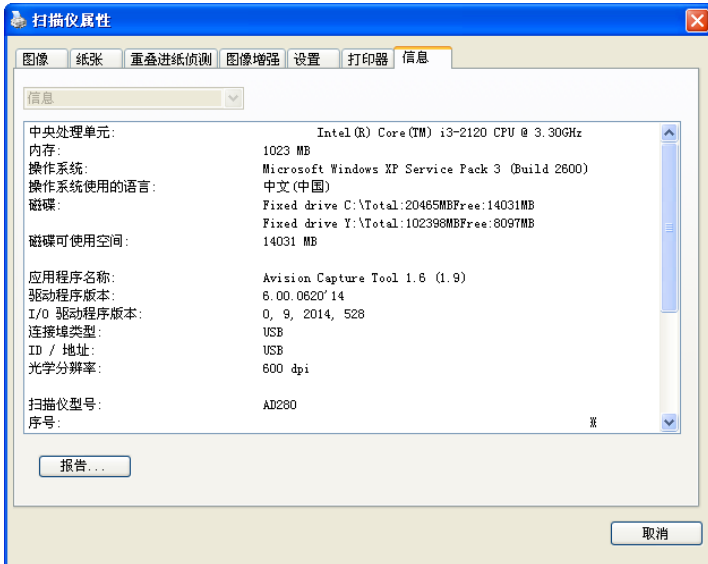 扫描仪属性
图像 纸张 重叠进纸侦测 图像增强 设置 打印器 信息
信息
中央处理单元: Intel(R) Core(TM) i3-2120 CPU @ 3.30GHz
内存: 1023 MB
操作系统: Microsoft Windows XP Service Pack 3 (Build 2600)
操作系统使用的语言: 中文(中国)
磁碟: Fixed drive C:\Total:20465MBFree:14031MB
Fixed drive Y:\Total:102398MBFree:8097MB
磁碟可使用空间: 14031 MB
应用程序名称: Avision Capture Tool 1.6 (1.9)
驱动程序版本: 6.00.0620'14
I/O 驱动程序版本: 0, 9, 2014, 528
连接埠类型: USB
ID / 地址: USB
光学分辨率: 600 dpi
扫描仪型号: AD280
序号:
报告...
取消